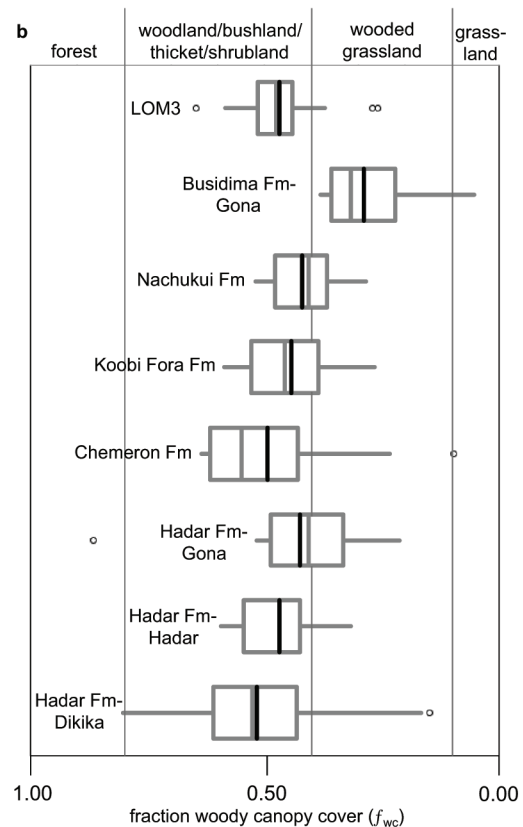 b
forest
woodland/bushland/
thicket/shrubland
wooded
grassland
grass-
land
LOM3
Busidima Fm-
Gona
Nachukui Fm
Koobi Fora Fm
Chemeron Fm
Hadar Fm-
Gona
Hadar Fm-
Hadar
Hadar Fm-
Dikika
1.00 0.50 0.00
fraction woody canopy cover (fwc)